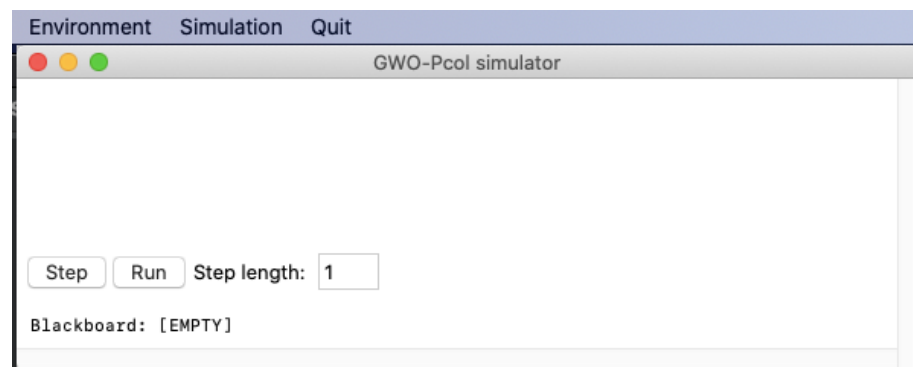 Environment Simulation Quit
GWO-Pcol simulator
Step Run Step length: 1
Blackboard: [EMPTY]